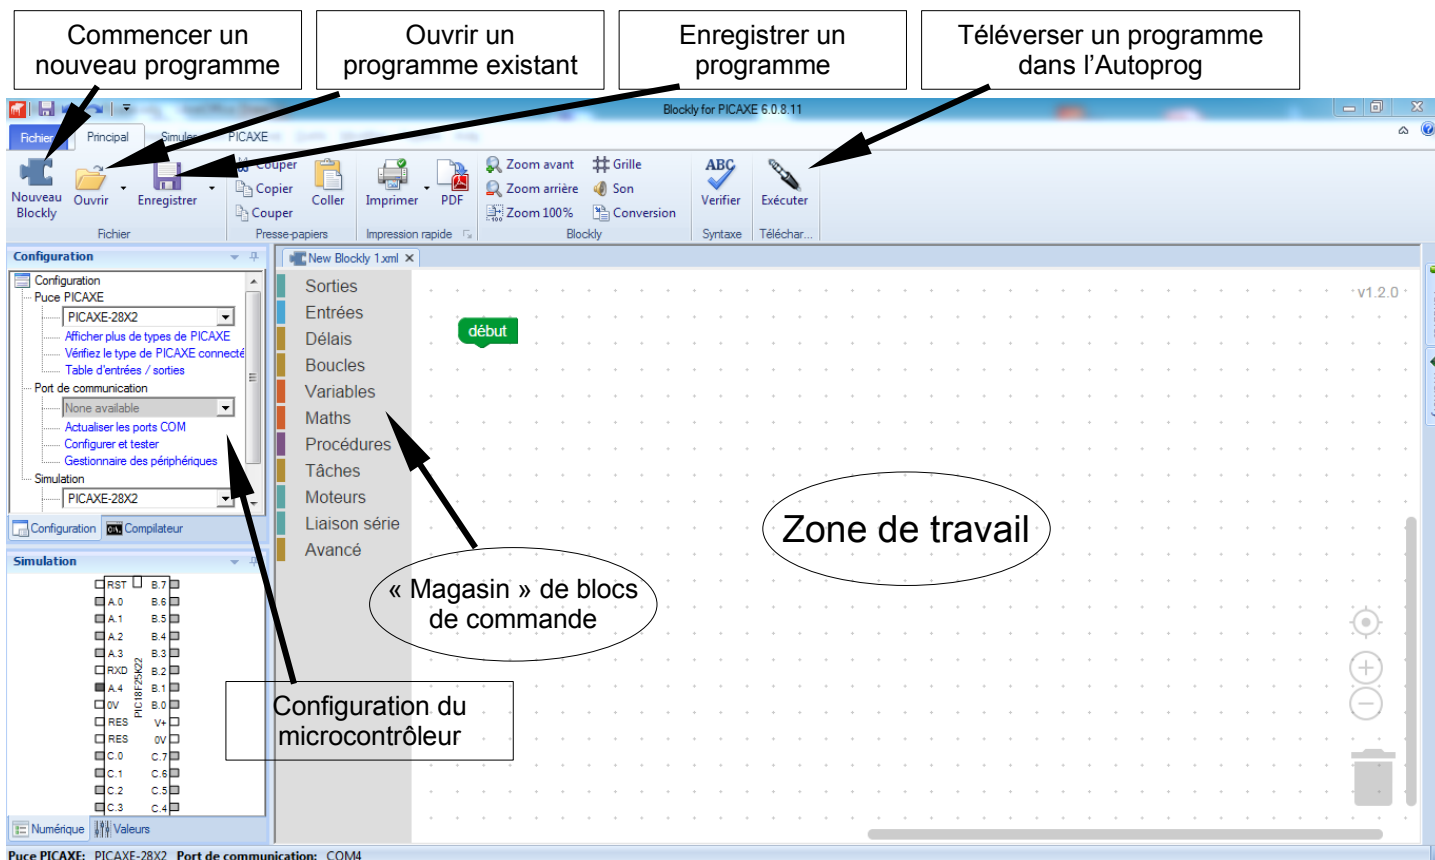 Commencer un
nouveau programme
Ouvrir un
programme existant
Enregistrer un
programme
Téléverser un programme
dans l'Autoprog
Blockly for PICAXE 6.0.8.11
Fichier
Principal
Simuler
PICAXE
Nouveau
Blockly
Ouvrir
Enregistrer
Fichier
Couper
Copier
Couper
Coller
Presse-papiers
Imprimer
PDF
Impression rapide
Zoom avant
Zoom arrière
Zoom 100%
Grille
Son
Conversion
Blockly
ABC
Verifier
Syntaxe
Exécuter
Téléchar...
Configuration
Configuration
Puce PICAXE
PICAXE-28X2
Afficher plus de types de PICAXE
Vérifiez le type de PICAXE connecté
Table d'entrées / sorties
Port de communication
None available
Actualiser les ports COM
Configurer et tester
Gestionnaire des périphériques
Simulation
PICAXE-28X2
Configuration
Compilateur
New Blockly 1.xml
Sorties
Entrées
Délais
Boucles
Variables
Maths
Procédures
Tâches
Moteurs
Liaison série
Avancé
début
v1.2.0
Zone de travail
« Magasin » de blocs
de commande
Configuration du
microcontrôleur
Simulation
RST B.7
A.0 B.6
A.1 B.5
A.2 B.4
A.3 B.3
RXD B.2
A.4 B.1
0V B.0
RES V+
RES 0V
C.0 C.7
C.1 C.6
C.2 C.5
C.3 C.4
PIC18F25K22
Numérique
Valeurs
Puce PICAXE: PICAXE-28X2 Port de communication: COM4